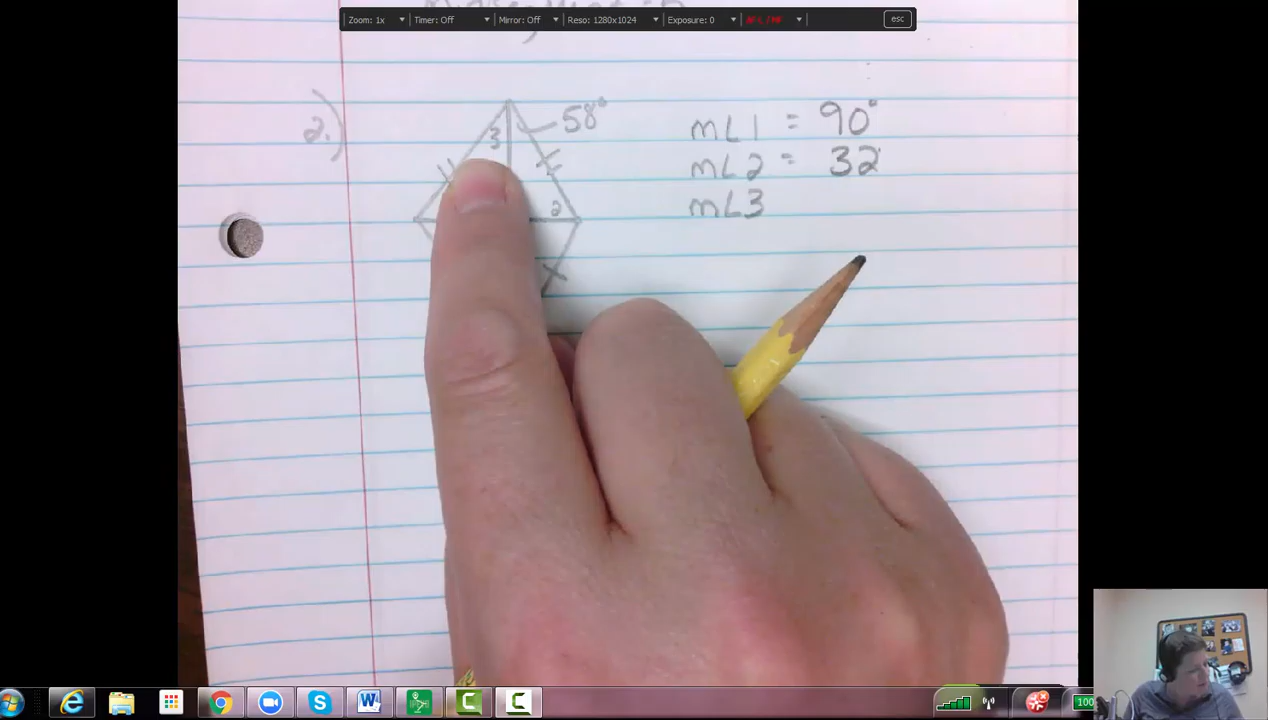 Zoom: 1x Timer: Off Mirror: Off Reso: 1280x1024 Exposure: 0 esc
2.)
58°
3
2
m∠1 = 90°
m∠2 = 32
m∠3
100